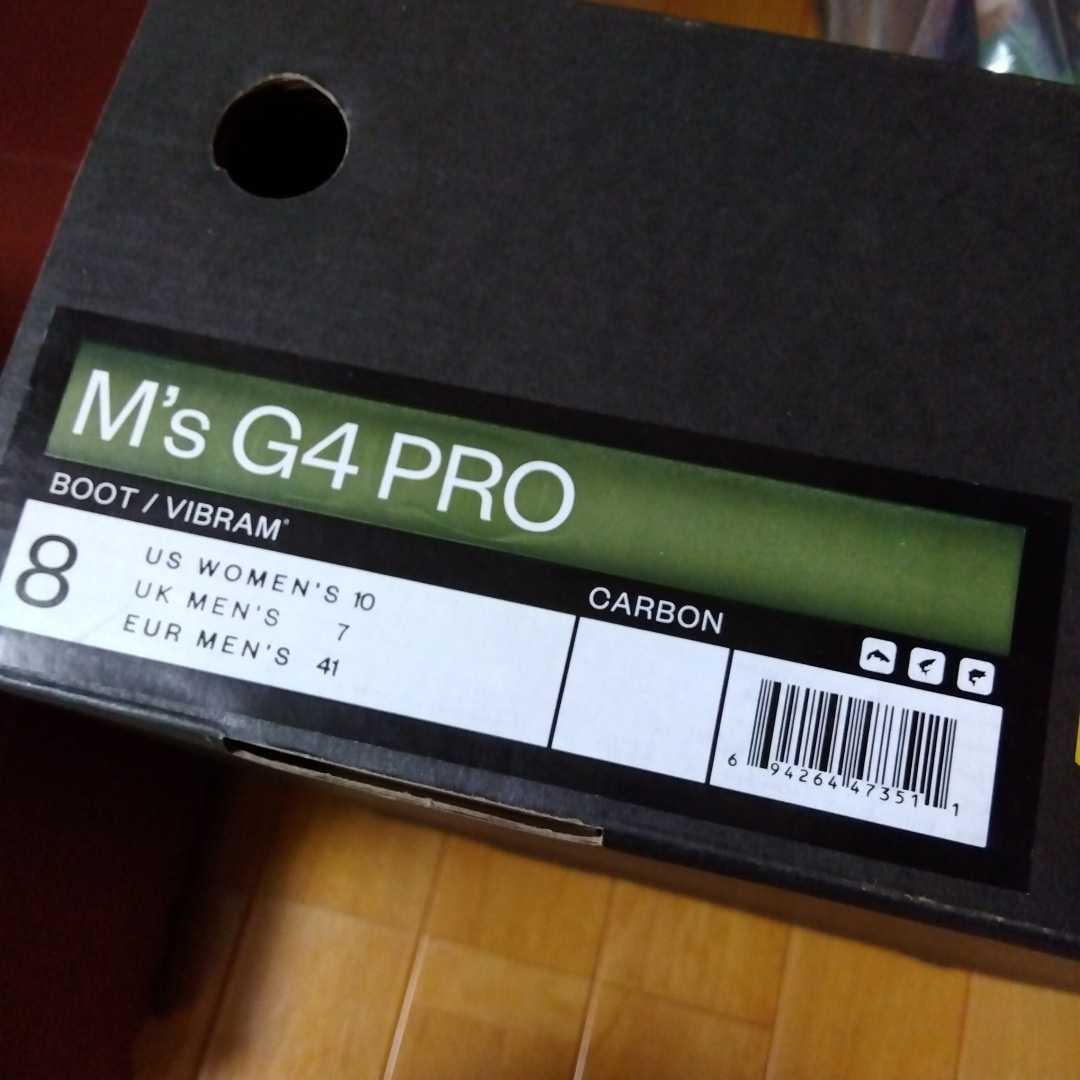 M's G4 PRO
BOOT / VIBRAM®
CARBON
8
US WOMEN'S 10
UK MEN'S 7
EUR MEN'S 41
6 94264 47351 1